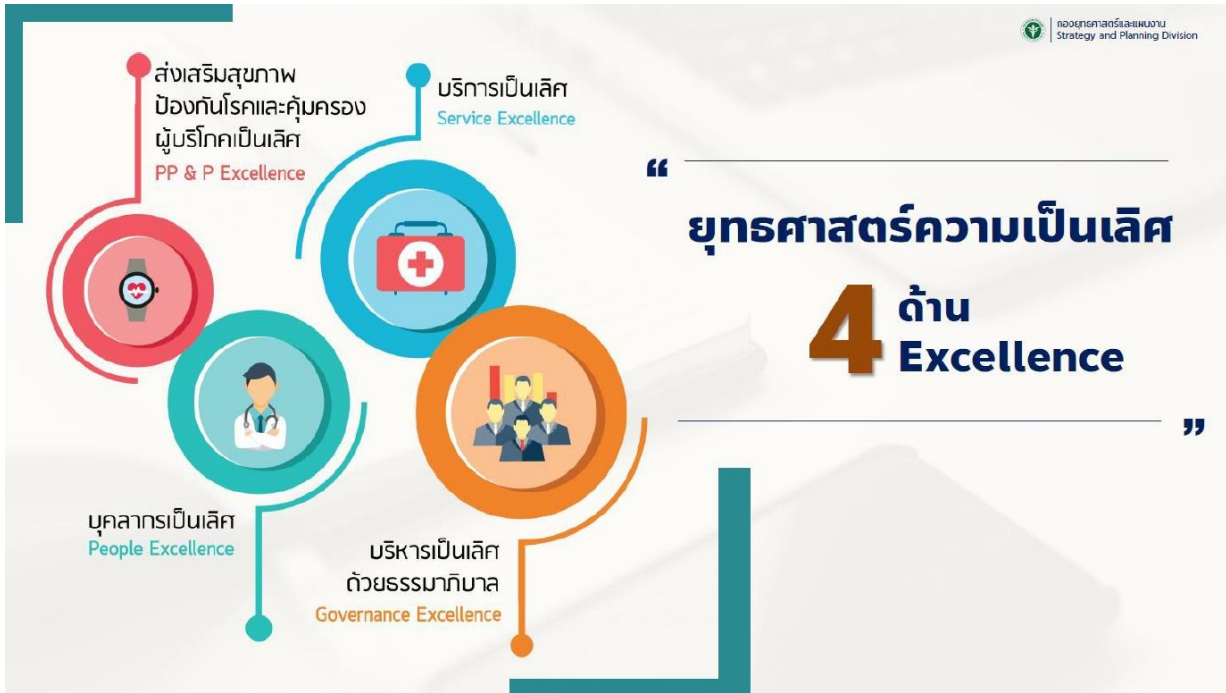 กองยุทธศาสตร์และแผนงาน
Strategy and Planning Division
ส่งเสริมสุขภาพ
ป้องกันโรคและคุ้มครอง
ผู้บริโภคเป็นเลิศ
PP & P Excellence
บริการเป็นเลิศ
Service Excellence
บุคลากรเป็นเลิศ
People Excellence
บริหารเป็นเลิศ
ด้วยธรรมาภิบาล
Governance Excellence
“
ยุทธศาสตร์ความเป็นเลิศ
4 ด้าน
Excellence
”